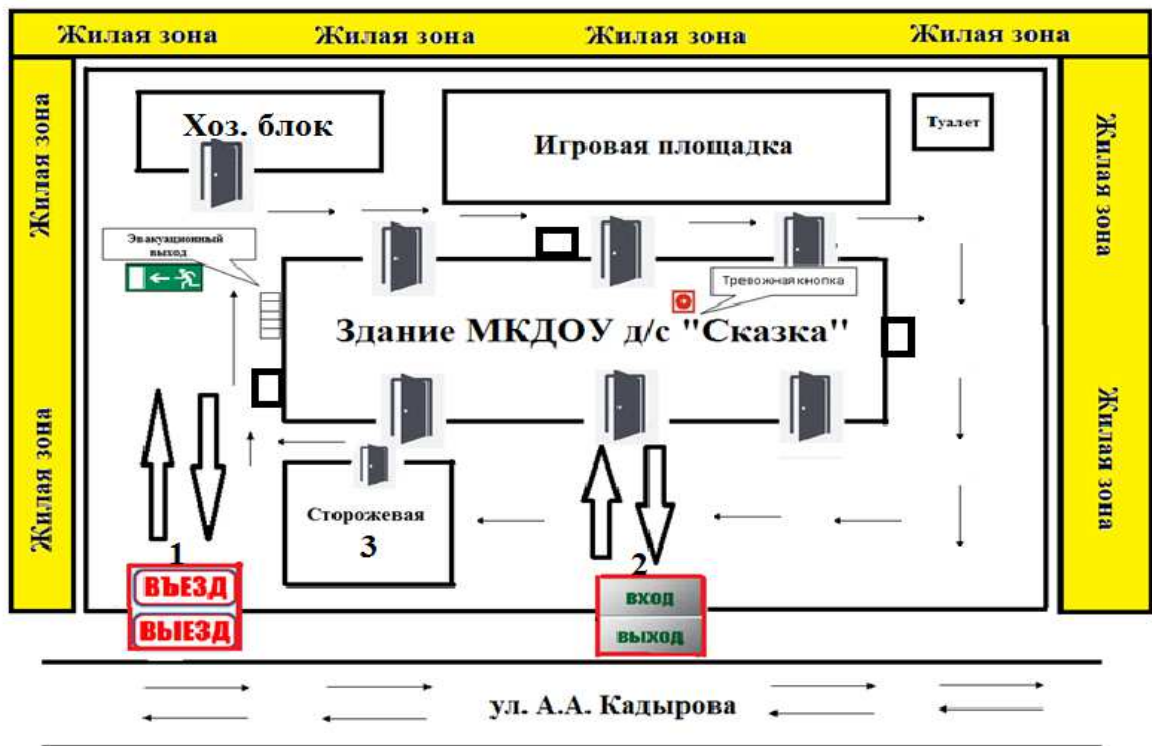 Жилая зона
Жилая зона
Жилая зона
Жилая зона
Жилая зона
Жилая зона
Жилая зона
Жилая зона
Хоз. блок
Игровая площадка
Туалет
Эвакуационный
выход
Тревожная кнопка
Здание МКДОУ д/с "Сказка"
Сторожевая
3
1
ВЪЕЗД
ВЫЕЗД
2
вход
выход
ул. А.А. Кадырова